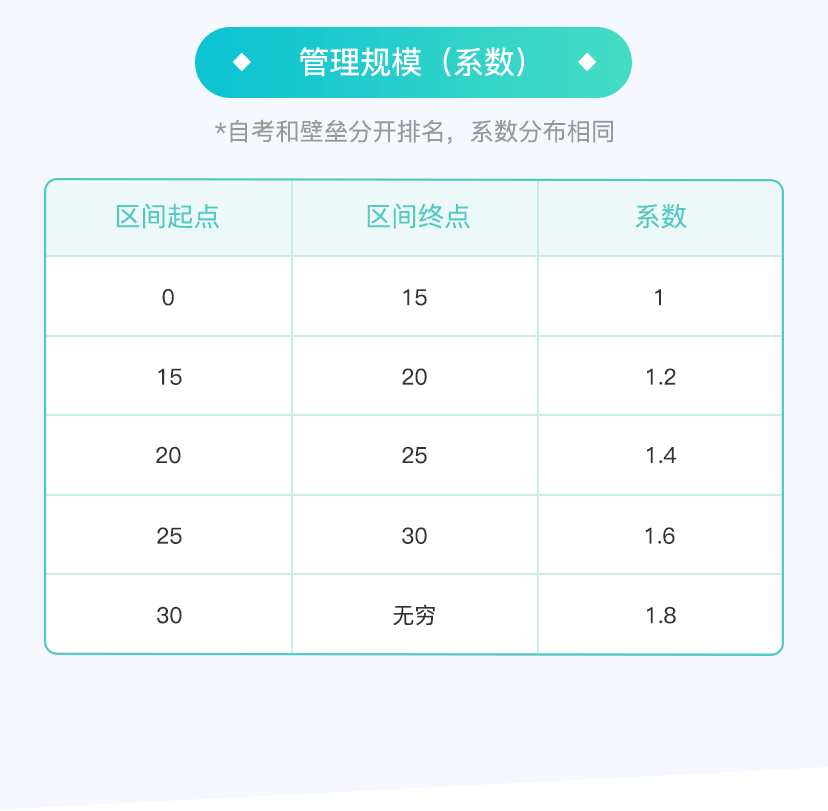 管理规模（系数）
*自考和壁垒分开排名，系数分布相同
区间起点 区间终点 系数
0 15 1
15 20 1.2
20 25 1.4
25 30 1.6
30 无穷 1.8